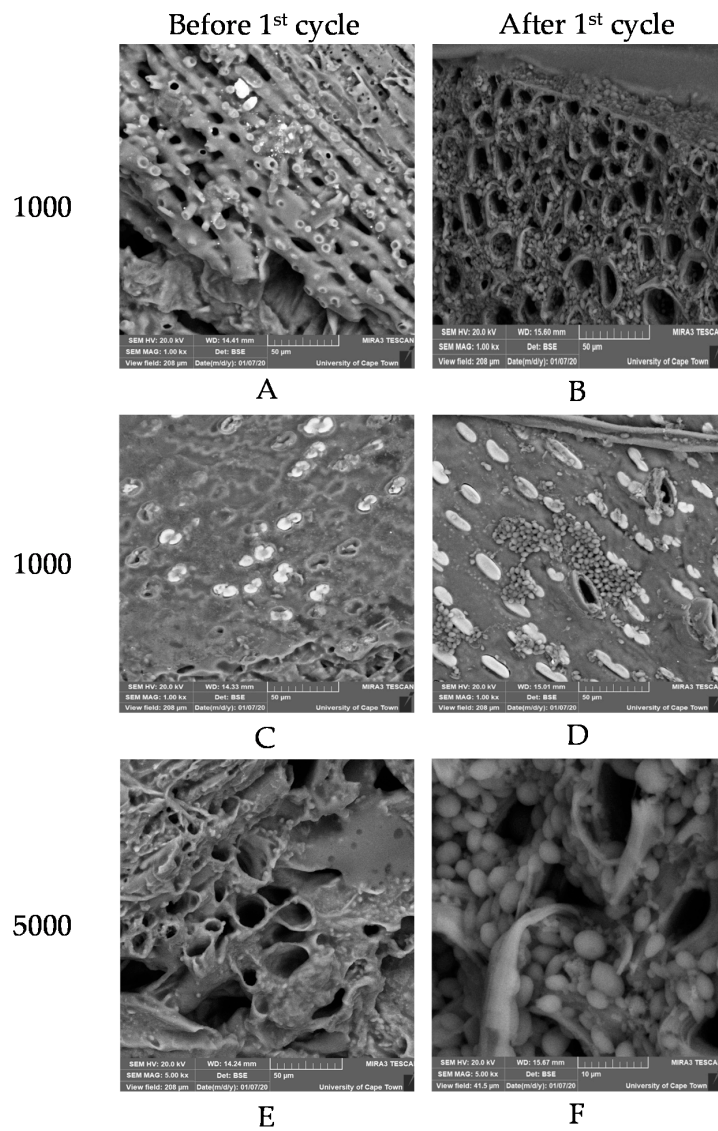 Before 1st cycle
After 1st cycle
1000
SEM HV: 20.0 kV WD: 14.41 mm MIRA3 TESCAN
SEM MAG: 1.00 kx Det: BSE 50 µm
View field: 208 µm Date(m/d/y): 01/07/20 University of Cape Town
A
SEM HV: 20.0 kV WD: 15.60 mm MIRA3 TESCAN
SEM MAG: 1.00 kx Det: BSE 50 µm
View field: 208 µm Date(m/d/y): 01/07/20 University of Cape Town
B
1000
SEM HV: 20.0 kV WD: 14.33 mm MIRA3 TESCAN
SEM MAG: 1.00 kx Det: BSE 50 µm
View field: 208 µm Date(m/d/y): 01/07/20 University of Cape Town
C
SEM HV: 20.0 kV WD: 15.01 mm MIRA3 TESCAN
SEM MAG: 1.00 kx Det: BSE 50 µm
View field: 208 µm Date(m/d/y): 01/07/20 University of Cape Town
D
5000
SEM HV: 20.0 kV WD: 14.24 mm MIRA3 TESCAN
SEM MAG: 5.00 kx Det: BSE 50 µm
View field: 208 µm Date(m/d/y): 01/07/20 University of Cape Town
E
SEM HV: 20.0 kV WD: 15.67 mm MIRA3 TESCAN
SEM MAG: 5.00 kx Det: BSE 10 µm
View field: 41.5 µm Date(m/d/y): 01/07/20 University of Cape Town
F